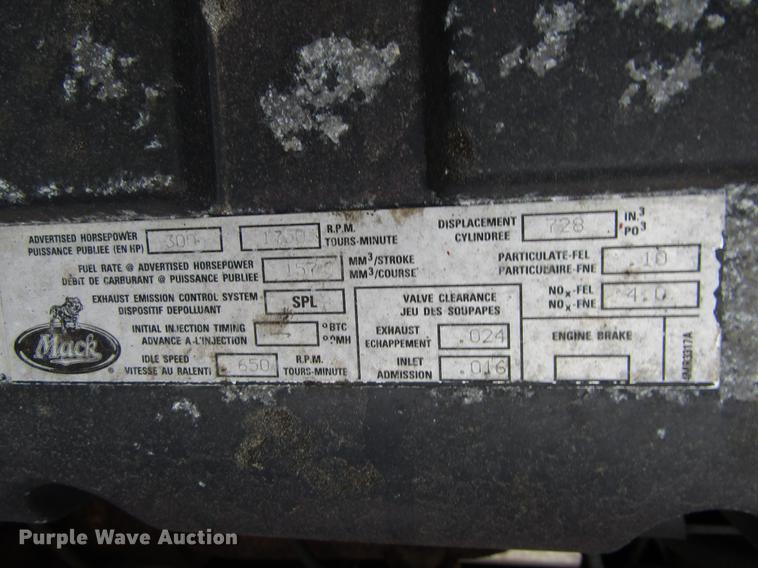 ADVERTISED HORSEPOWER
PUISSANCE PUBLIEE (EN HP)
300
R.P.M.
TOURS-MINUTE
DISPLACEMENT
CYLINDREE
728
IN.³
PO³
FUEL RATE @ ADVERTISED HORSEPOWER
DEBIT DE CARBURANT @ PUISSANCE PUBLIEE
MM³/STROKE
MM³/COURSE
PARTICULATE-FEL
PARTICULAIRE-FNE
.10
EXHAUST EMISSION CONTROL SYSTEM
DISPOSITIF DEPOLLUANT
SPL
NOx-FEL
NOx-FNE
4.0
VALVE CLEARANCE
JEU DES SOUPAPES
Mack
®
INITIAL INJECTION TIMING
AVANCE A-L'INJECTION
°BTC
°PMH
EXHAUST
ECHAPPEMENT
.024
ENGINE BRAKE
IDLE SPEED
VITESSE AU RALENTI
650
R.P.M.
TOURS-MINUTE
INLET
ADMISSION
.016
Purple Wave Auction